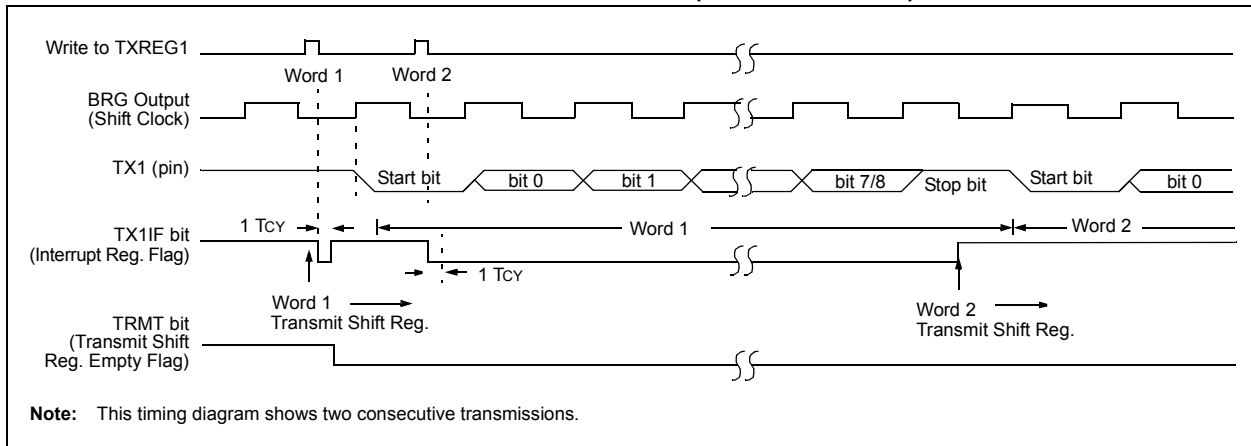 Write to TXREG1
Word 1
Word 2
BRG Output
(Shift Clock)
TX1 (pin)
Start bit
bit 0
bit 1
bit 7/8
Stop bit
Start bit
bit 0
1 TCY
TX1IF bit
(Interrupt Reg. Flag)
Word 1
Word 2
1 TCY
Word 1
Transmit Shift Reg.
Word 2
Transmit Shift Reg.
TRMT bit
(Transmit Shift
Reg. Empty Flag)
Note: This timing diagram shows two consecutive transmissions.